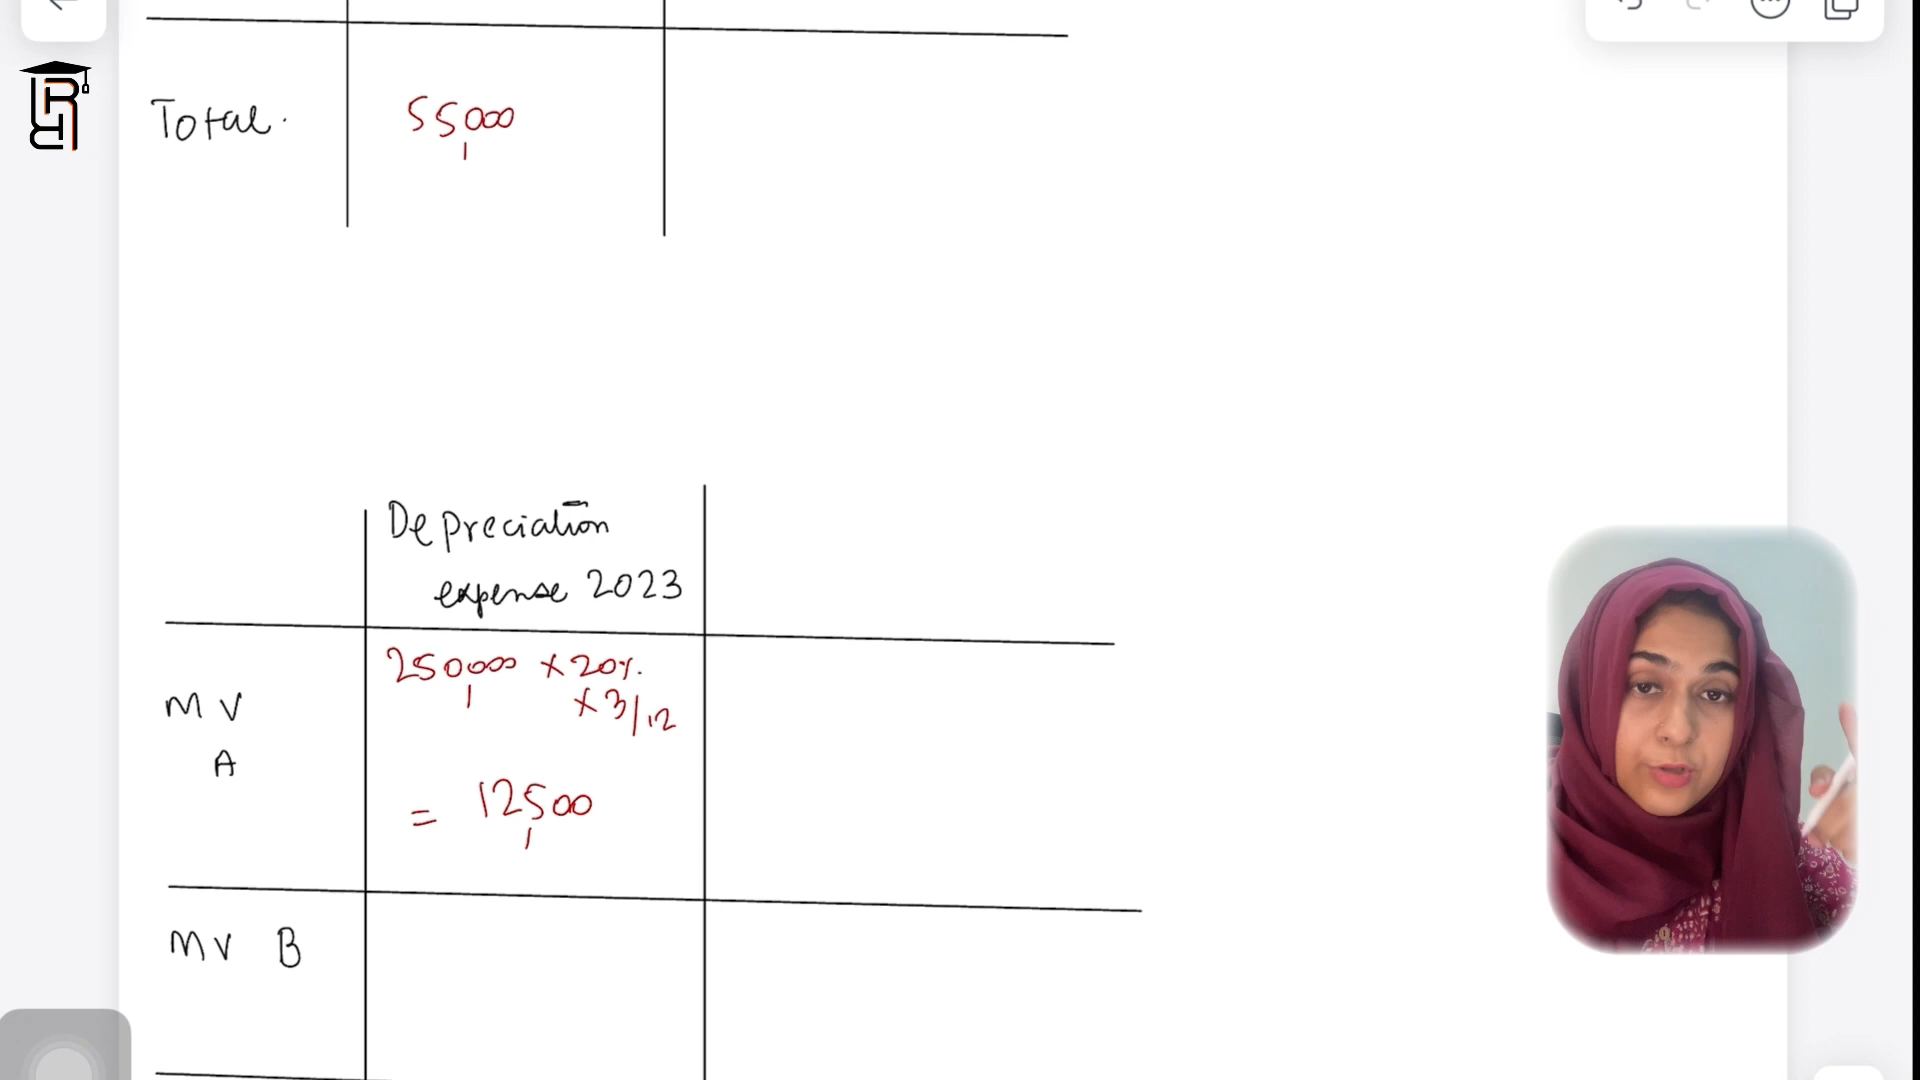 Total.
55,000
Depreciation
expense 2023
250,000 x 20%.
x 3/12
MV
A
= 12,500
MV B